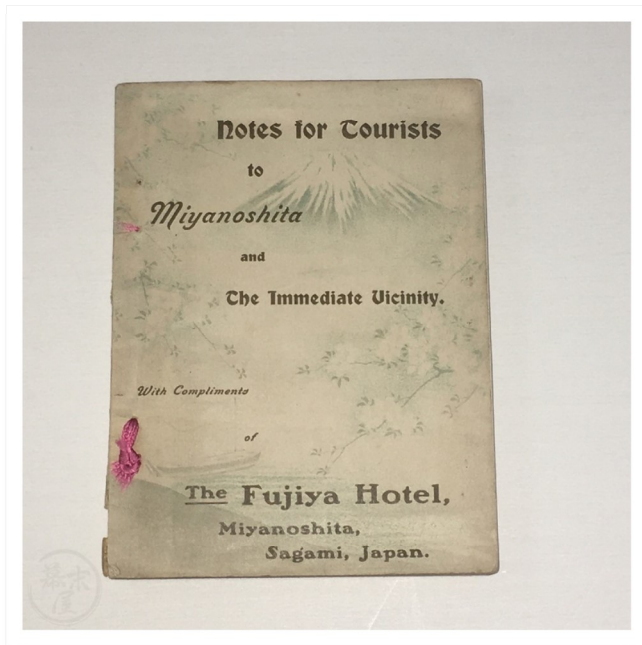 Notes for Tourists
to
Miyanoshita
and
The Immediate Vicinity.
With Compliments
of
The Fujiya Hotel,
Miyanoshita,
Sagami, Japan.